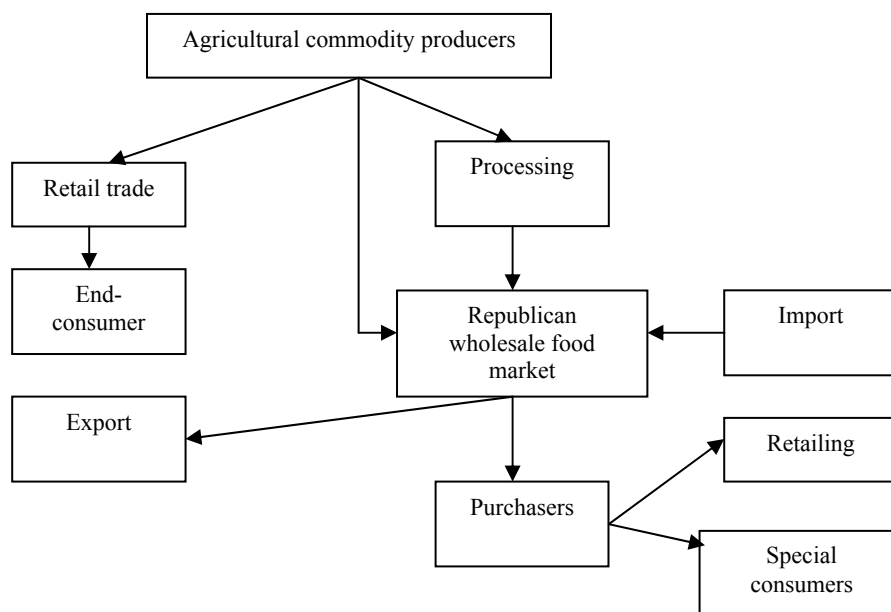 Agricultural commodity producers
Processing
Retail trade
End-
consumer
Republican
wholesale food
market
Import
Export
Retailing
Purchasers
Special
consumers